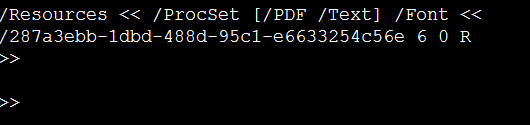 /Resources << /ProcSet [/PDF /Text] /Font <<
/287a3ebb-1dbd-488d-95c1-e6633254c56e 6 0 R
>>
>>